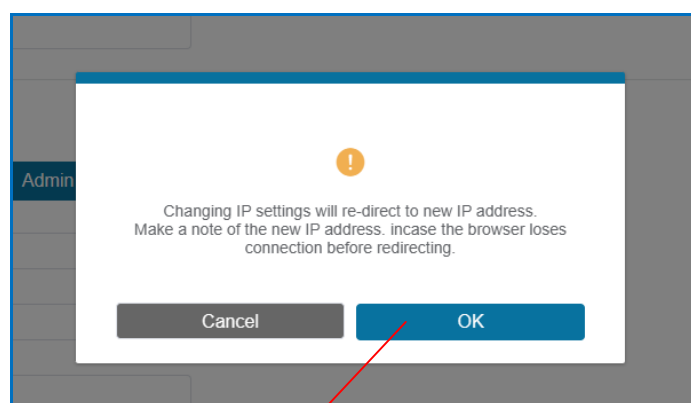 Admin
!
Changing IP settings will re-direct to new IP address.
Make a note of the new IP address. incase the browser loses
connection before redirecting.
Cancel
OK